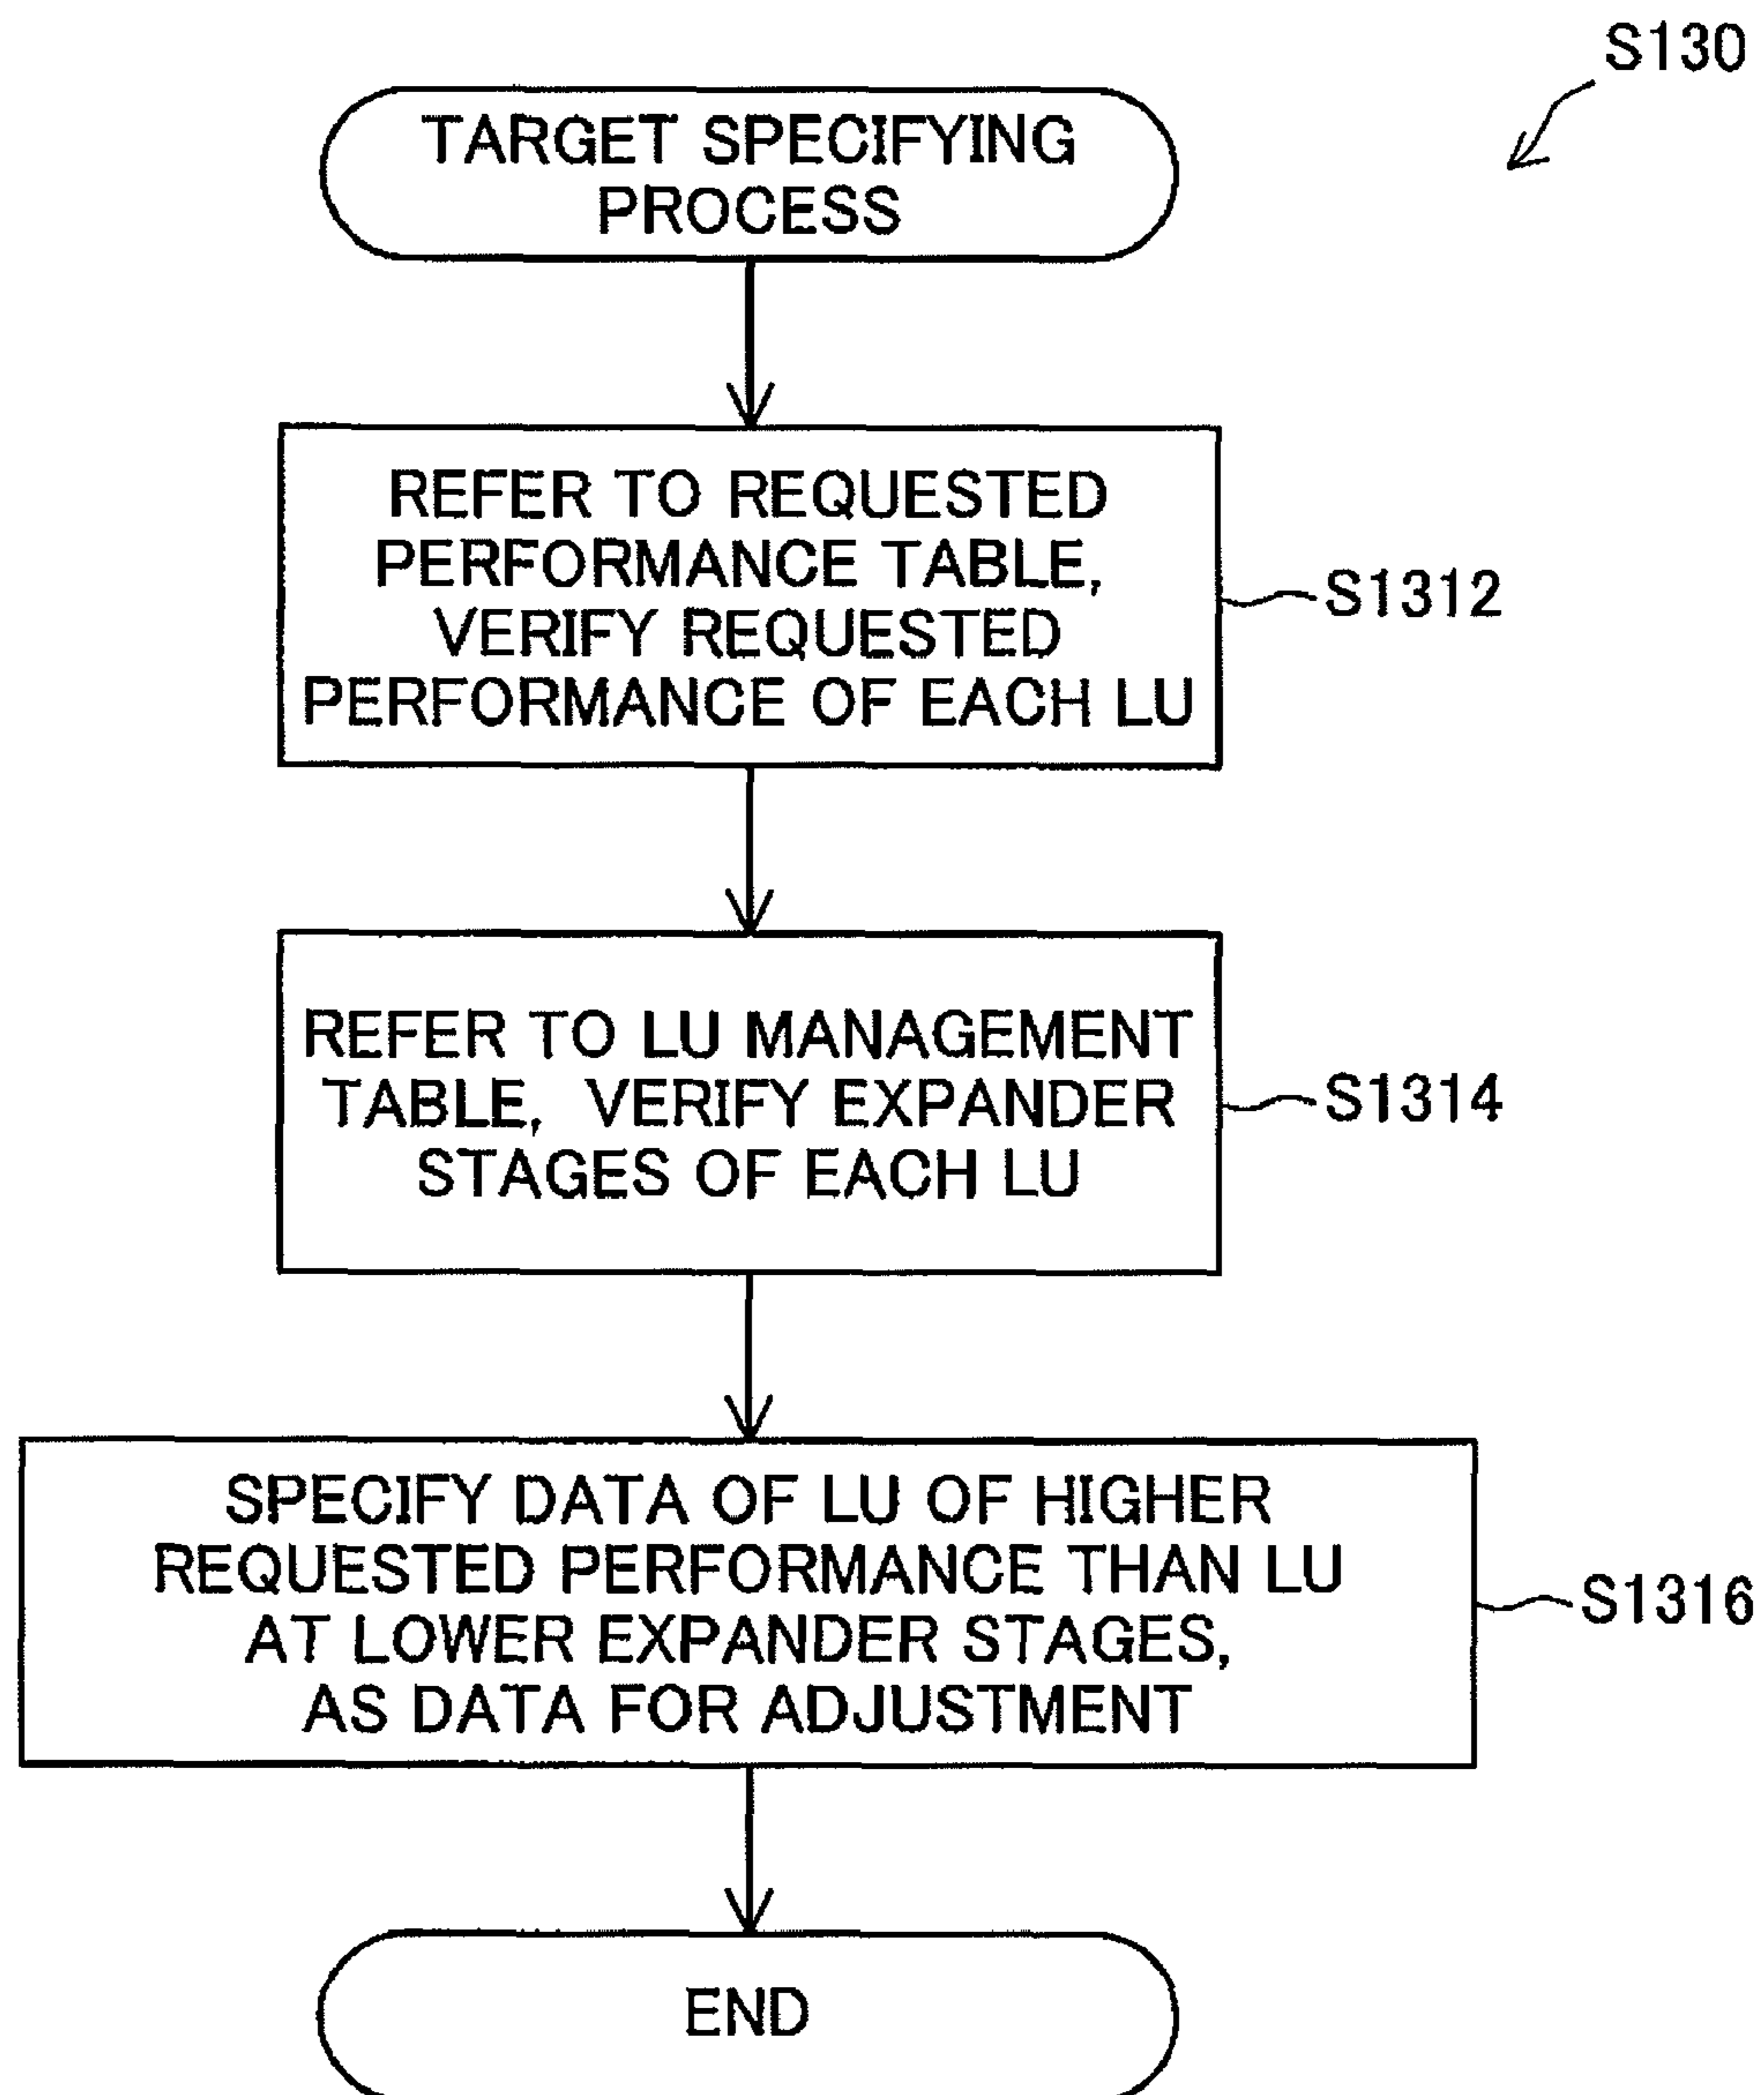 S130
TARGET SPECIFYING
PROCESS
REFER TO REQUESTED
PERFORMANCE TABLE,
VERIFY REQUESTED
PERFORMANCE OF EACH LU
S1312
REFER TO LU MANAGEMENT
TABLE, VERIFY EXPANDER
STAGES OF EACH LU
S1314
SPECIFY DATA OF LU OF HIGHER
REQUESTED PERFORMANCE THAN LU
AT LOWER EXPANDER STAGES,
AS DATA FOR ADJUSTMENT
S1316
END